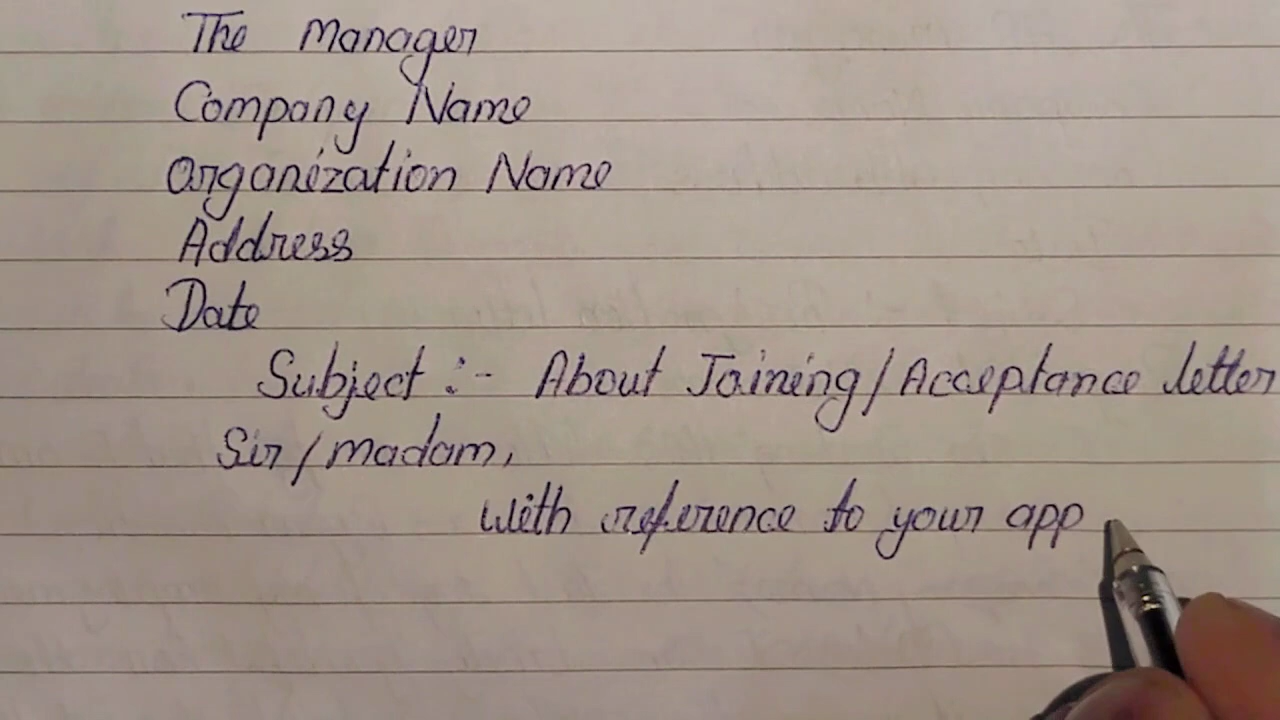 The Manager
Company Name
Organization Name
Address
Date
Subject :- About Joining/Acceptance letter
Sir/madam,
with reference to your app